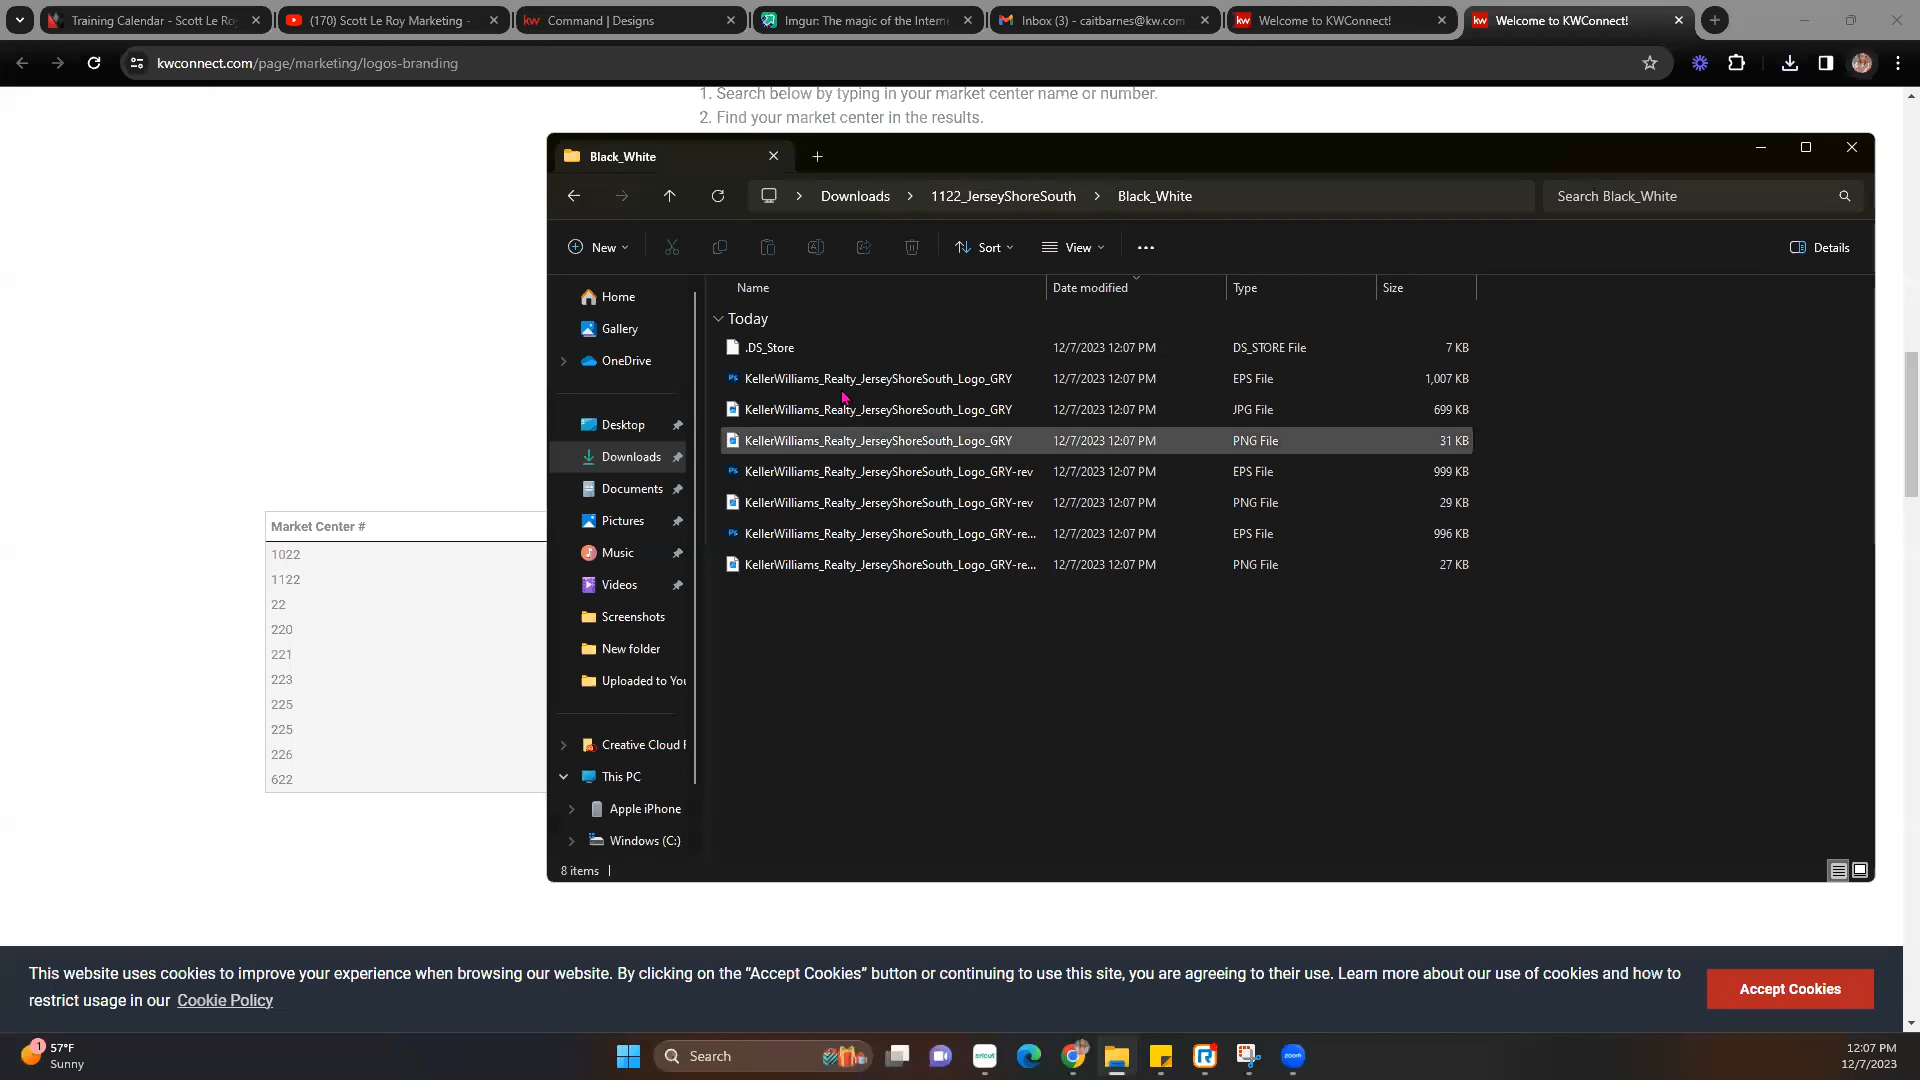 Training Calendar - Scott Le Ro
(170) Scott Le Roy Marketing -
kw Command | Designs
Imgur: The magic of the Intern
Inbox (3) - caitbarnes@kw.com
kw Welcome to KWConnect!
kw Welcome to KWConnect!
kwconnect.com/page/marketing/logos-branding
1. Search below by typing in your market center name or number.
2. Find your market center in the results.
Black_White
Downloads
1122_JerseyShoreSouth
Black_White
Search Black_White
New
Sort
View
Details
Name
Date modified
Type
Size
Home
Gallery
OneDrive
Desktop
Downloads
Documents
Pictures
Music
Videos
Screenshots
New folder
Uploaded to You
Creative Cloud F
This PC
Apple iPhone
Windows (C:)
Today
.DS_Store 12/7/2023 12:07 PM DS_STORE File 7 KB
KellerWilliams_Realty_JerseyShoreSouth_Logo_GRY 12/7/2023 12:07 PM EPS File 1,007 KB
KellerWilliams_Realty_JerseyShoreSouth_Logo_GRY 12/7/2023 12:07 PM JPG File 699 KB
KellerWilliams_Realty_JerseyShoreSouth_Logo_GRY 12/7/2023 12:07 PM PNG File 31 KB
KellerWilliams_Realty_JerseyShoreSouth_Logo_GRY-rev 12/7/2023 12:07 PM EPS File 999 KB
KellerWilliams_Realty_JerseyShoreSouth_Logo_GRY-rev 12/7/2023 12:07 PM PNG File 29 KB
KellerWilliams_Realty_JerseyShoreSouth_Logo_GRY-re... 12/7/2023 12:07 PM EPS File 996 KB
KellerWilliams_Realty_JerseyShoreSouth_Logo_GRY-re... 12/7/2023 12:07 PM PNG File 27 KB
8 items
Market Center #
1022
1122
22
220
221
223
225
225
226
622
This website uses cookies to improve your experience when browsing our website. By clicking on the “Accept Cookies” button or continuing to use this site, you are agreeing to their use. Learn more about our use of cookies and how to
restrict usage in our Cookie Policy
Accept Cookies
1
57°F
Sunny
Search
cricut
zoom
12:07 PM
12/7/2023